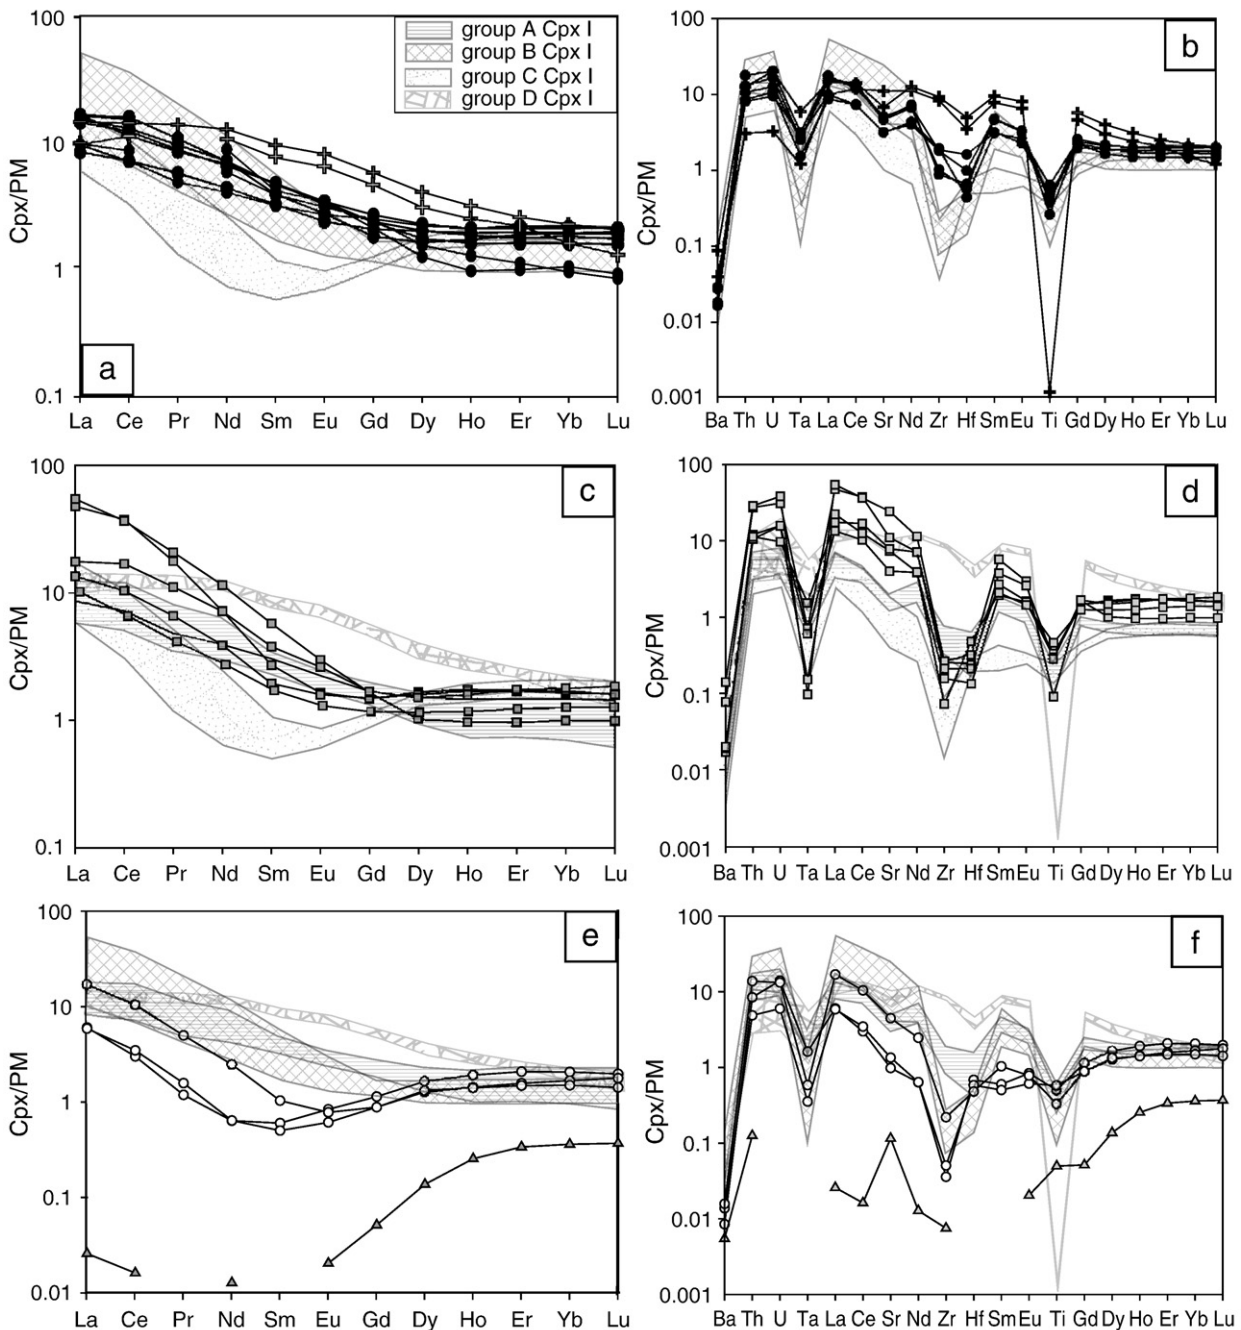 100
10
1
0.1
Cpx/PM
group A Cpx I
group B Cpx I
group C Cpx I
group D Cpx I
a
La Ce Pr Nd Sm Eu Gd Dy Ho Er Yb Lu
100
10
1
0.1
0.01
0.001
Cpx/PM
b
Ba Th U Ta La Ce Sr Nd Zr Hf Sm Eu Ti Gd Dy Ho Er Yb Lu
100
10
1
0.1
Cpx/PM
c
La Ce Pr Nd Sm Eu Gd Dy Ho Er Yb Lu
100
10
1
0.1
0.01
0.001
Cpx/PM
d
Ba Th U Ta La Ce Sr Nd Zr Hf Sm Eu Ti Gd Dy Ho Er Yb Lu
100
10
1
0.1
0.01
Cpx/PM
e
La Ce Pr Nd Sm Eu Gd Dy Ho Er Yb Lu
100
10
1
0.1
0.01
0.001
Cpx/PM
f
Ba Th U Ta La Ce Sr Nd Zr Hf Sm Eu Ti Gd Dy Ho Er Yb Lu